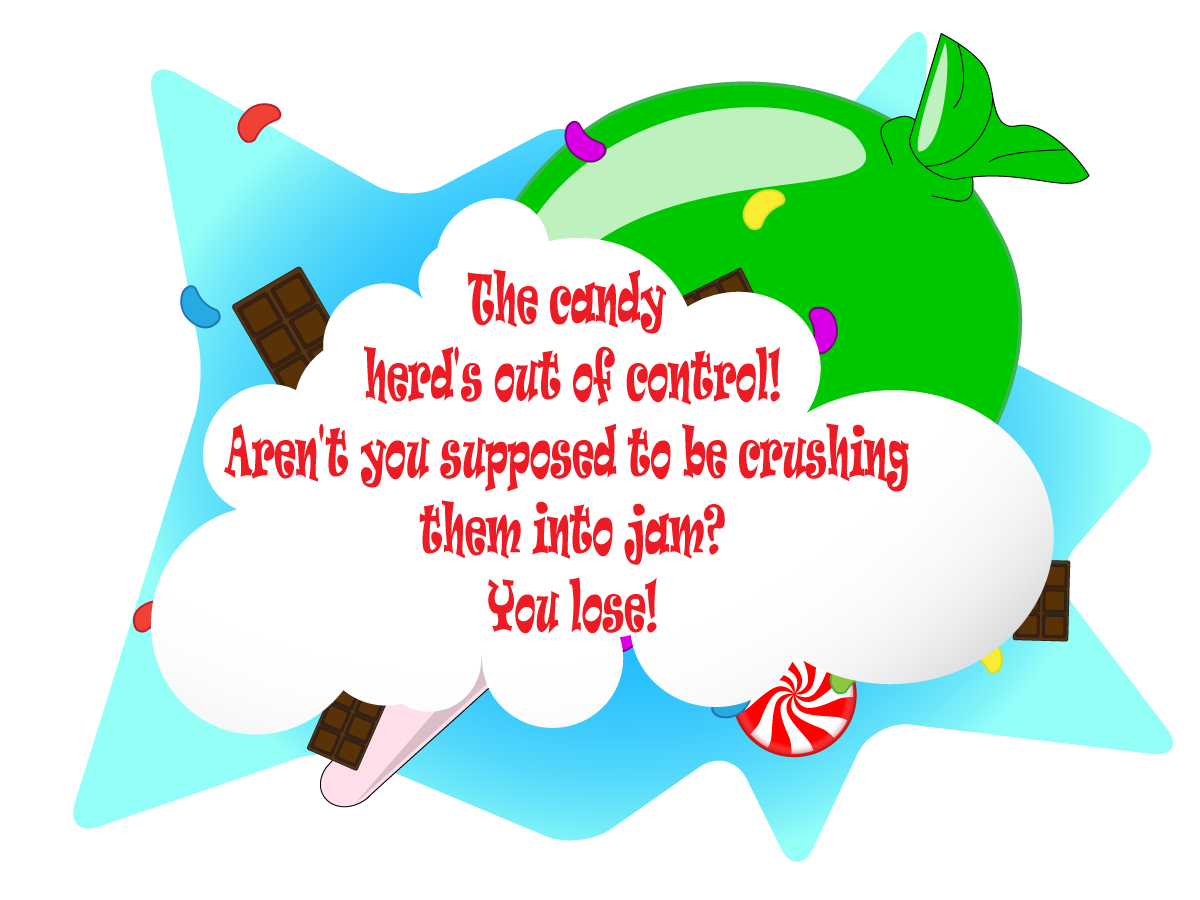 The candy
herd's out of control!
Aren't you supposed to be crushing
them into jam?
You lose!